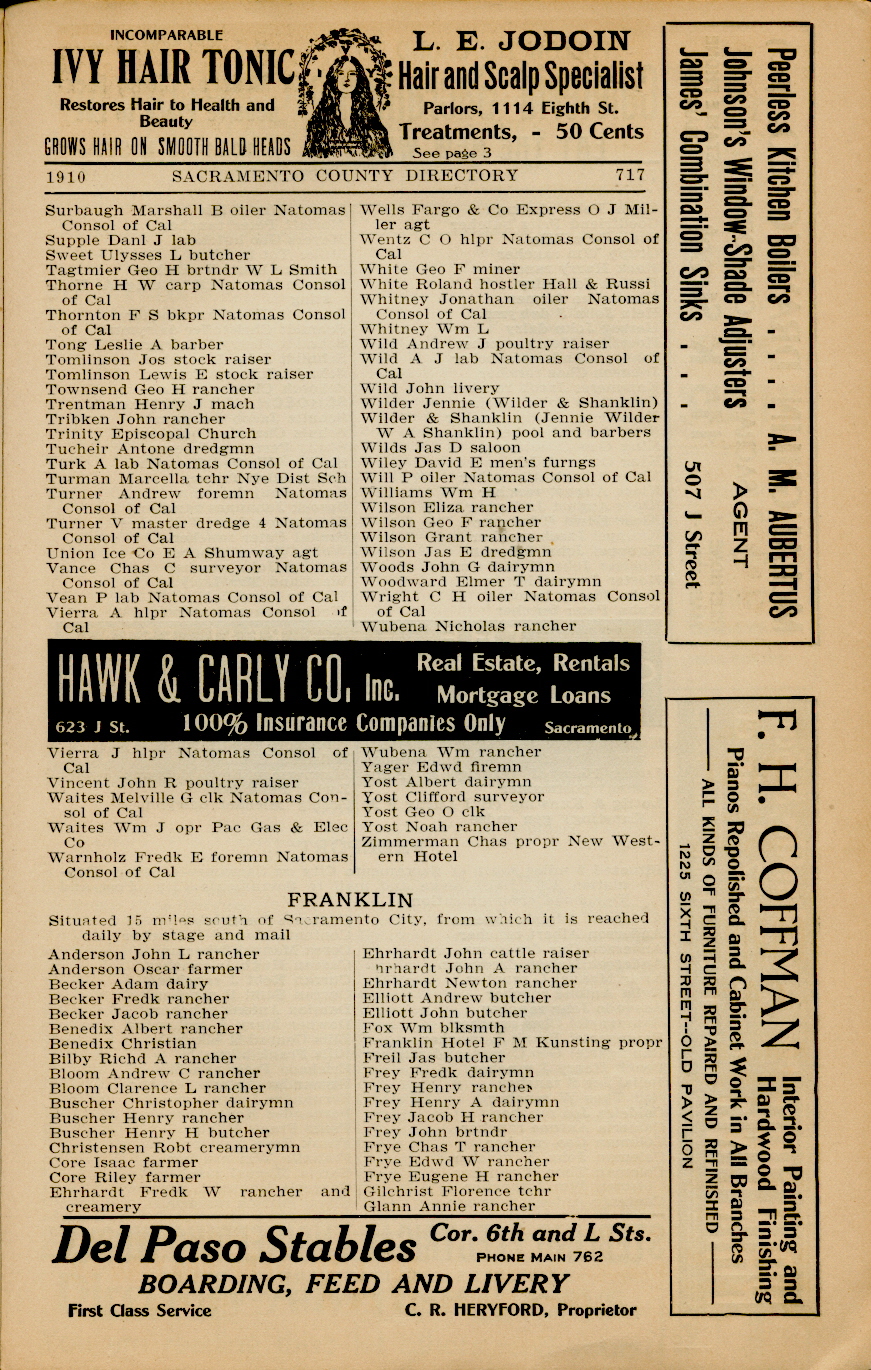 INCOMPARABLE
IVY HAIR TONIC
Restores Hair to Health and
Beauty
GROWS HAIR ON SMOOTH BALD HEADS
L. E. JODOIN
Hair and Scalp Specialist
Parlors, 1114 Eighth St.
Treatments, - 50 Cents
See page 3
1910 SACRAMENTO COUNTY DIRECTORY 717
Surbaugh Marshall B oiler Natomas
Consol of Cal
Supple Danl J lab
Sweet Ulysses L butcher
Tagtmier Geo H brtndr W L Smith
Thorne H W carp Natomas Consol
of Cal
Thornton F S bkpr Natomas Consol
of Cal
Tong Leslie A barber
Tomlinson Jos stock raiser
Tomlinson Lewis E stock raiser
Townsend Geo H rancher
Trentman Henry J mach
Tribken John rancher
Trinity Episcopal Church
Tucheir Antone dredgmn
Turk A lab Natomas Consol of Cal
Turman Marcella tchr Nye Dist Sch
Turner Andrew foremn Natomas
Consol of Cal
Turner V master dredge 4 Natomas
Consol of Cal
Union Ice Co E A Shumway agt
Vance Chas C surveyor Natomas
Consol of Cal
Vean P lab Natomas Consol of Cal
Vierra A hlpr Natomas Consol of
Cal
Wells Fargo & Co Express O J Mil-
ler agt
Wentz C O hlpr Natomas Consol of
Cal
White Geo F miner
White Roland hostler Hall & Russi
Whitney Jonathan oiler Natomas
Consol of Cal
Whitney Wm L
Wild Andrew J poultry raiser
Wild A J lab Natomas Consol of
Cal
Wild John livery
Wilder Jennie (Wilder & Shanklin)
Wilder & Shanklin (Jennie Wilder
W A Shanklin) pool and barbers
Wilds Jas D saloon
Wiley David E men's furngs
Will P oiler Natomas Consol of Cal
Williams Wm H
Wilson Eliza rancher
Wilson Geo F rancher
Wilson Grant rancher
Wilson Jas E dredgmn
Woods John G dairymn
Woodward Elmer T dairymn
Wright C H oiler Natomas Consol
of Cal
Wubena Nicholas rancher
HAWK & CARLY CO. Inc.
Real Estate, Rentals
Mortgage Loans
623 J St. 100% Insurance Companies Only Sacramento
Vierra J hlpr Natomas Consol of
Cal
Vincent John R poultry raiser
Waites Melville G clk Natomas Con-
sol of Cal
Waites Wm J opr Pac Gas & Elec
Co
Warnholz Fredk E foremn Natomas
Consol of Cal
Wubena Wm rancher
Yager Edwd firemn
Yost Albert dairymn
Yost Clifford surveyor
Yost Geo O clk
Yost Noah rancher
Zimmerman Chas propr New West-
ern Hotel
FRANKLIN
Situated 15 miles south of Sacramento City, from which it is reached
daily by stage and mail
Anderson John L rancher
Anderson Oscar farmer
Becker Adam dairy
Becker Fredk rancher
Becker Jacob rancher
Benedix Albert rancher
Benedix Christian
Bilby Richd A rancher
Bloom Andrew C rancher
Bloom Clarence L rancher
Buscher Christopher dairymn
Buscher Henry rancher
Buscher Henry H butcher
Christensen Robt creamerymn
Core Isaac farmer
Core Riley farmer
Ehrhardt Fredk W rancher and
creamery
Ehrhardt John cattle raiser
Ehrhardt John A rancher
Ehrhardt Newton rancher
Elliott Andrew butcher
Elliott John butcher
Fox Wm blksmth
Franklin Hotel F M Kunsting propr
Freil Jas butcher
Frey Fredk dairymn
Frey Henry rancher
Frey Henry A dairymn
Frey Jacob H rancher
Frey John brtndr
Frye Chas T rancher
Frye Edwd W rancher
Frye Eugene H rancher
Gilchrist Florence tchr
Glann Annie rancher
Del Paso Stables
Cor. 6th and L Sts.
PHONE MAIN 762
BOARDING, FEED AND LIVERY
First Class Service C. R. HERYFORD, Proprietor
Peerless Kitchen Boilers . . . . A. M. AUBERTUS
Johnson's Window-Shade Adjusters AGENT
James' Combination Sinks . . . 507 J Street
F. H. COFFMAN
Interior Painting and
Hardwood Finishing
Pianos Repolished and Cabinet Work in All Branches
ALL KINDS OF FURNITURE REPAIRED AND REFINISHED
1225 SIXTH STREET--OLD PAVILION